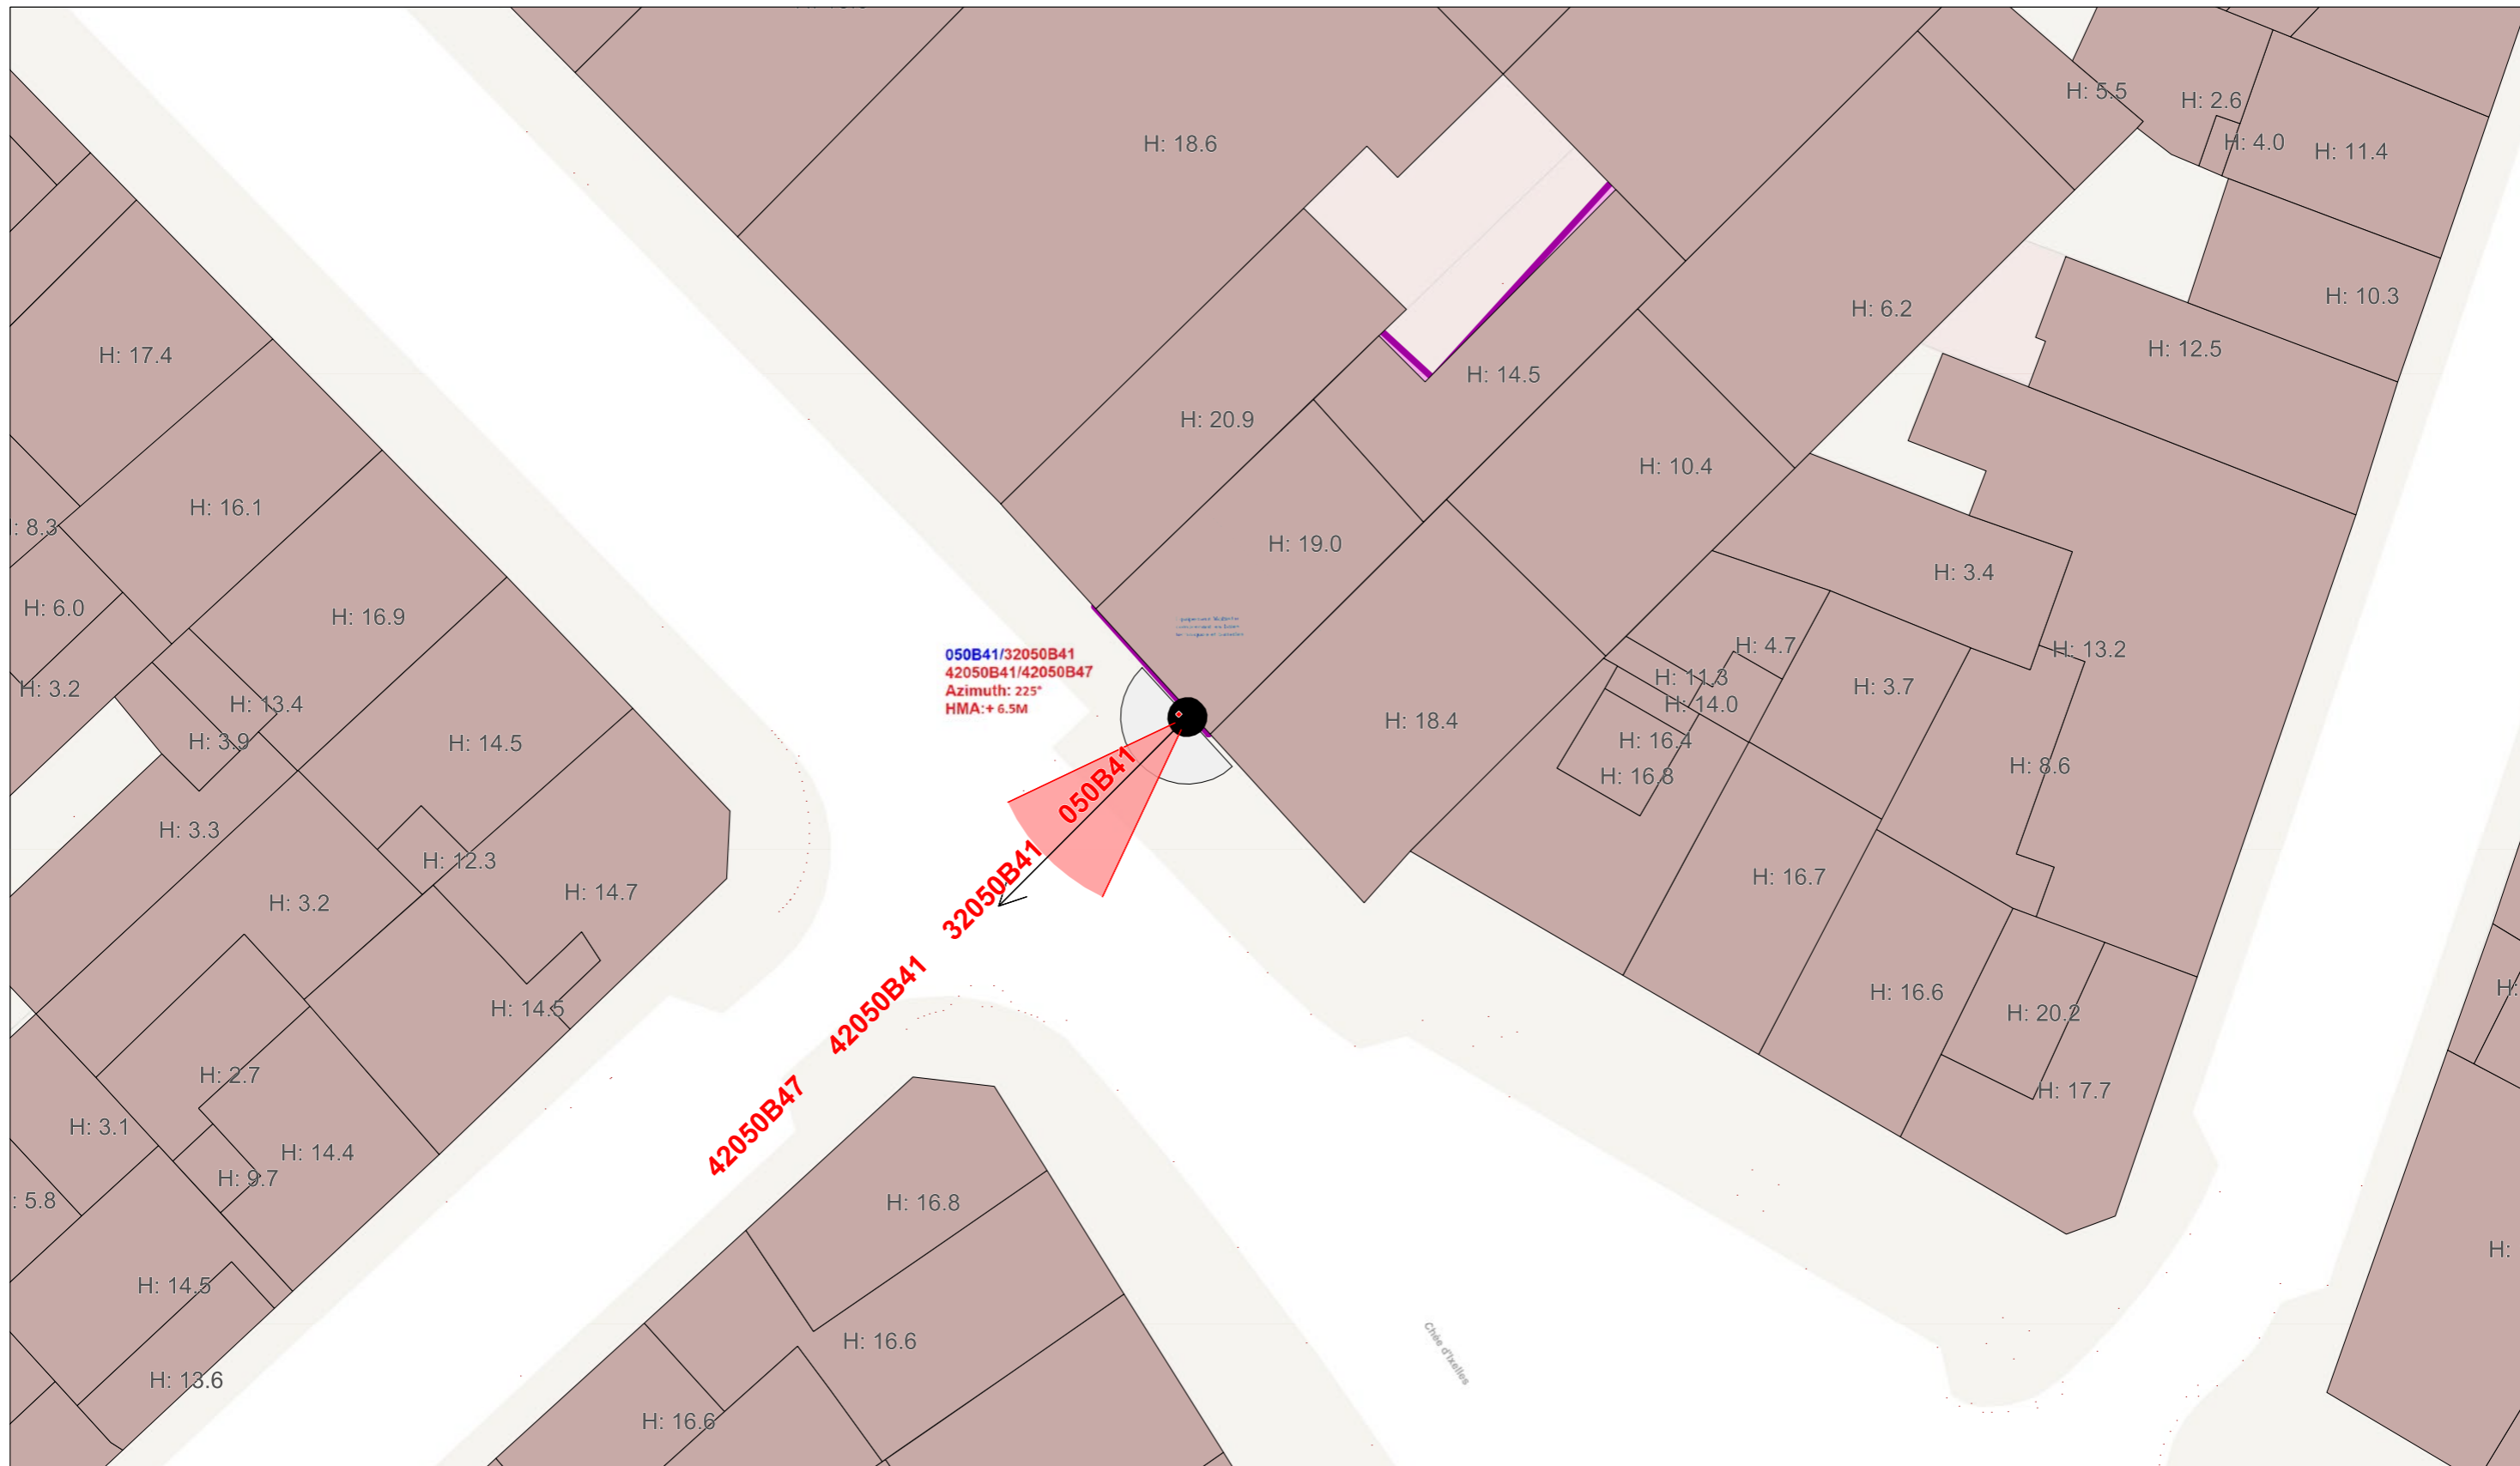 H: 18.6
H: 5.5
H: 2.6
H: 4.0
H: 11.4
H: 10.3
H: 6.2
H: 12.5
H: 17.4
H: 14.5
H: 20.9
H: 10.4
H: 16.1
: 8.3
H: 19.0
H: 3.4
H: 6.0
H: 16.9
050B41/32050B41
42050B41/42050B47
Azimuth: 225°
HMA:+ 6.5M
H: 4.7
H: 13.2
H: 11.3
H: 3.7
H: 3.2
H: 13.4
H: 14.0
H: 18.4
H: 3.9
H: 14.5
H: 16.4
H: 16.8
H: 8.6
050B41
32050B41
42050B41
42050B47
H: 3.3
H: 12.3
H: 14.7
H: 3.2
H: 16.7
H: 14.5
H: 16.6
H: 20.2
H:
H: 2.7
H: 17.7
H: 3.1
H: 14.4
H: 9.7
: 5.8
H: 16.8
H:
H: 14.5
H: 16.6
H: 13.6
Chée d'Ixelles
H: 16.6